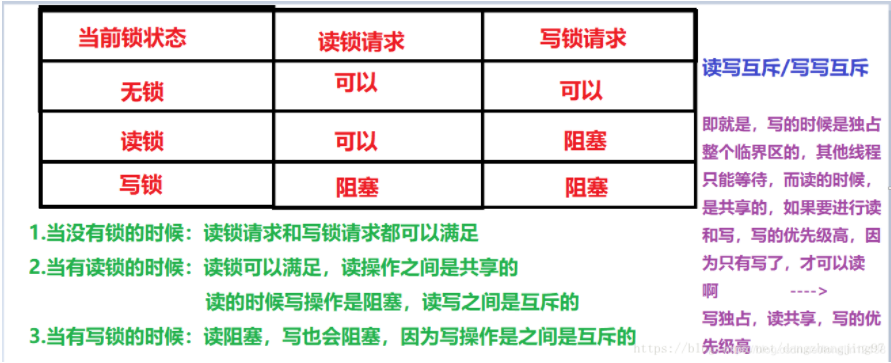 当前锁状态 读锁请求 写锁请求
无锁 可以 可以
读锁 可以 阻塞
写锁 阻塞 阻塞
1.当没有锁的时候：读锁请求和写锁请求都可以满足
2.当有读锁的时候：读锁可以满足，读操作之间是共享的
读的时候写操作是阻塞，读写之间是互斥的
3.当有写锁的时候：读阻塞，写也会阻塞，因为写操作是之间是互斥的
读写互斥/写写互斥
即就是，写的时候是独占
整个临界区的，其他线程
只能等待，而读的时候，
是共享的，如果要进行读
和写，写的优先级高，因
为只有写了，才可以读
啊 ---->
写独占，读共享，写的优
先级高